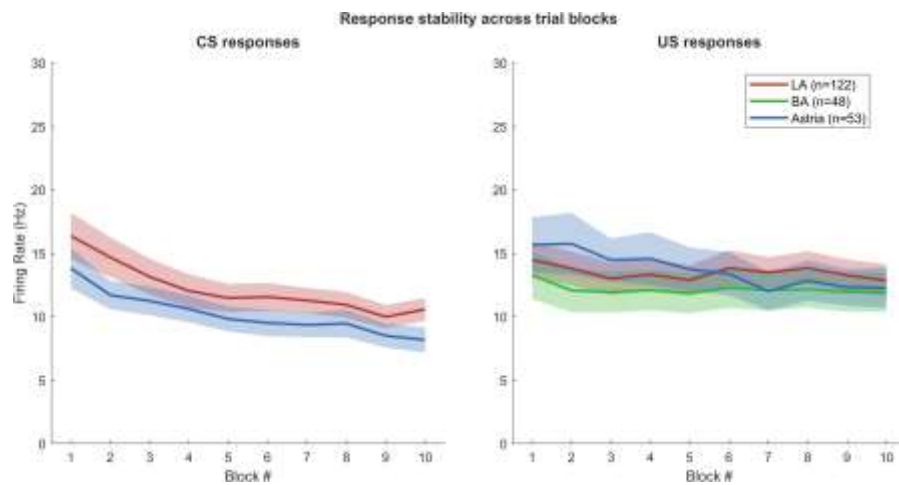 Response stability across trial blocks
CS responses
US responses
Firing Rate (Hz)
30
25
20
15
10
5
0
1 2 3 4 5 6 7 8 9 10
Block #
30
25
20
15
10
5
0
1 2 3 4 5 6 7 8 9 10
Block #
LA (n=122)
BA (n=48)
Astria (n=53)